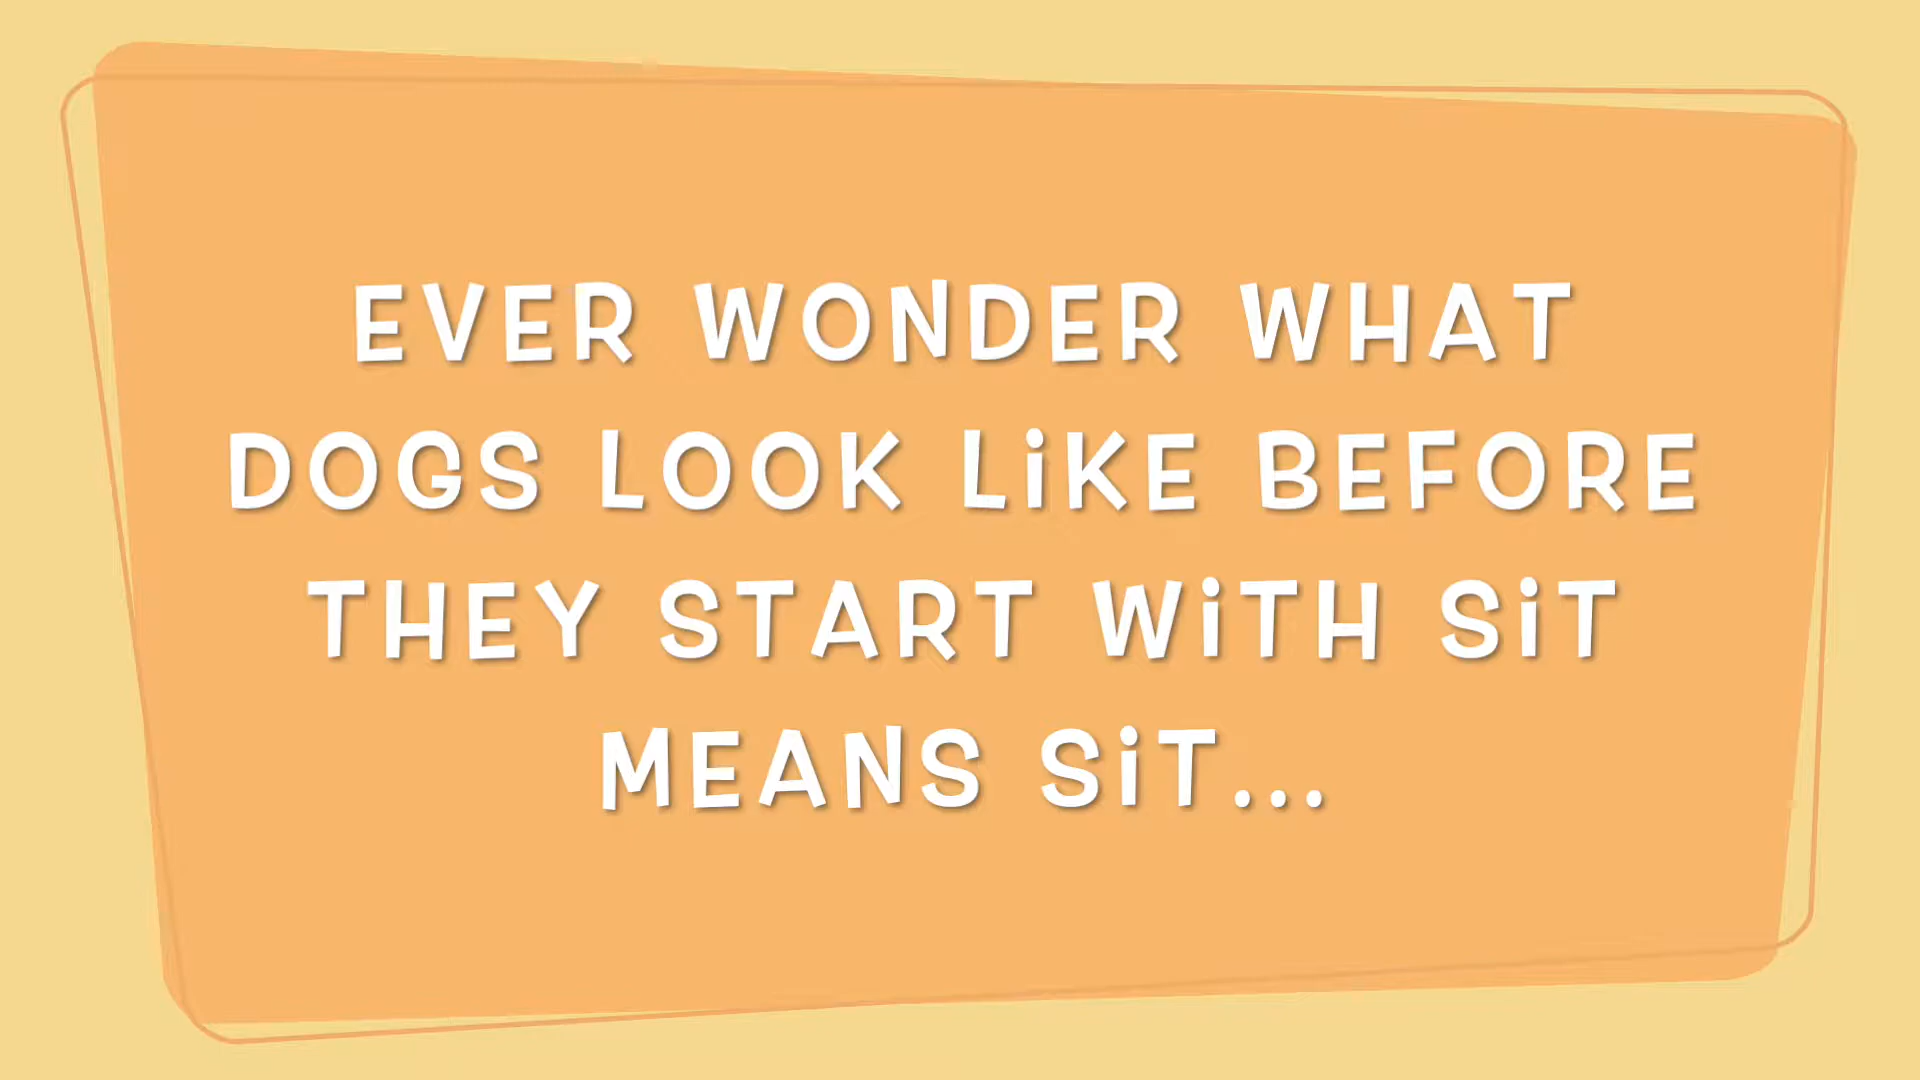 EVER WONDER WHAT
DOGS LOOK LiKE BEFORE
THEY START WiTH SiT
MEANS SiT...